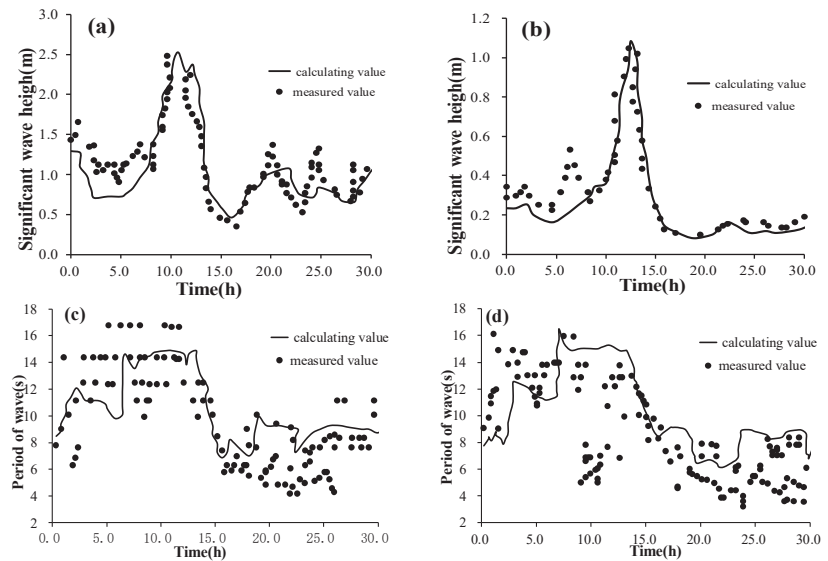 (a)
Significant wave heigh(m)
3.0
2.5
2.0
1.5
1.0
0.5
0.0
calculating value
measured value
0.0 5.0 10.0 15.0 20.0 25.0 30.0
Time(h)
(b)
Significant wave heigh(m)
1.2
1.0
0.8
0.6
0.4
0.2
0.0
calculating value
measured value
0.0 5.0 10.0 15.0 20.0 25.0 30.0
Time(h)
(c)
Period of wave(s)
18
16
14
12
10
8
6
4
2
calculating value
measured value
0.0 5.0 10.0 15.0 20.0 25.0 30.0
Time(h)
(d)
Period of wave(s)
18
16
14
12
10
8
6
4
2
calculating value
measured value
0.0 5.0 10.0 15.0 20.0 25.0 30.0
Time(h)